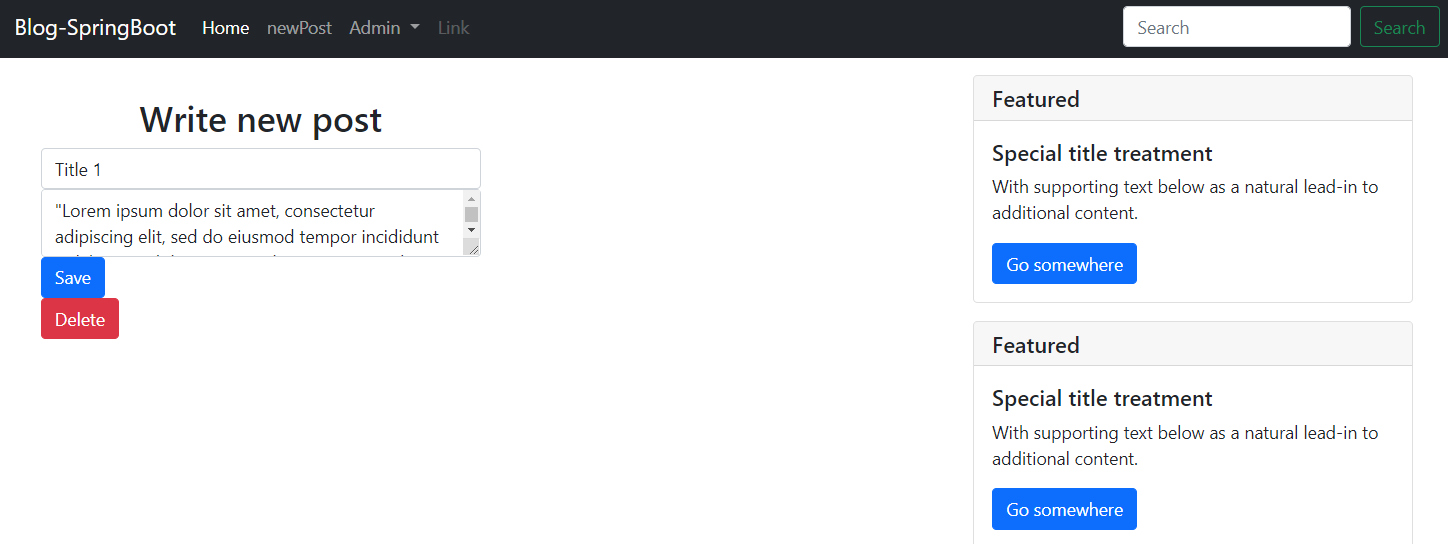 Blog-SpringBoot Home newPost Admin Link Search Search
Write new post
Title 1
"Lorem ipsum dolor sit amet, consectetur
adipiscing elit, sed do eiusmod tempor incididunt
Save
Delete
Featured
Special title treatment
With supporting text below as a natural lead-in to
additional content.
Go somewhere
Featured
Special title treatment
With supporting text below as a natural lead-in to
additional content.
Go somewhere